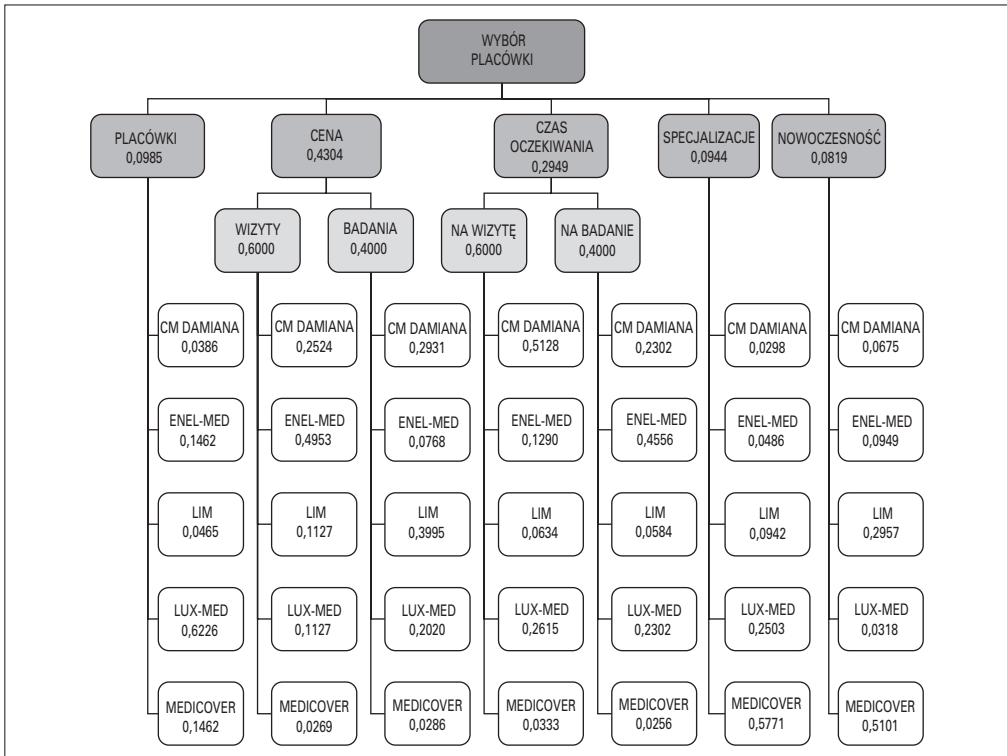 WYBÓR
PLACÓWKI
PLACÓWKI
0,0985
CENA
0,4304
CZAS
OCZEKIWANIA
0,2949
SPECJALIZACJE
0,0944
NOWOCZESNOŚĆ
0,0819
WIZYTY
0,6000
BADANIA
0,4000
NA WIZYTĘ
0,6000
NA BADANIE
0,4000
CM DAMIANA
0,0386
CM DAMIANA
0,2524
CM DAMIANA
0,2931
CM DAMIANA
0,5128
CM DAMIANA
0,2302
CM DAMIANA
0,0298
CM DAMIANA
0,0675
ENEL-MED
0,1462
ENEL-MED
0,4953
ENEL-MED
0,0768
ENEL-MED
0,1290
ENEL-MED
0,4556
ENEL-MED
0,0486
ENEL-MED
0,0949
LIM
0,0465
LIM
0,1127
LIM
0,3995
LIM
0,0634
LIM
0,0584
LIM
0,0942
LIM
0,2957
LUX-MED
0,6226
LUX-MED
0,1127
LUX-MED
0,2020
LUX-MED
0,2615
LUX-MED
0,2302
LUX-MED
0,2503
LUX-MED
0,0318
MEDICOVER
0,1462
MEDICOVER
0,0269
MEDICOVER
0,0286
MEDICOVER
0,0333
MEDICOVER
0,0256
MEDICOVER
0,5771
MEDICOVER
0,5101